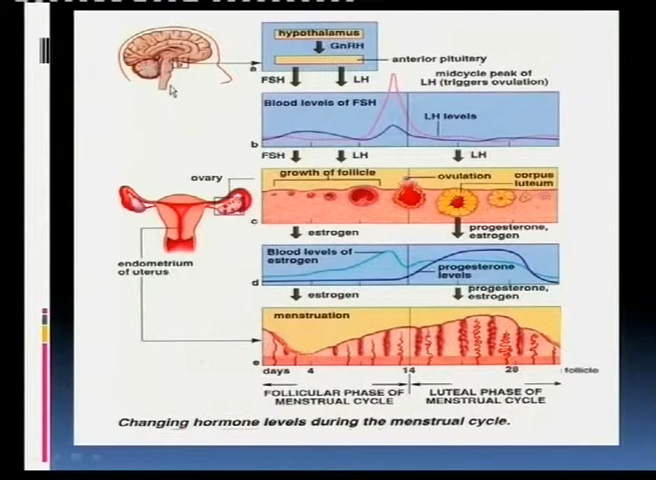 hypothalamus
GnRH
anterior pituitary
a
FSH
LH
midcycle peak of
LH (triggers ovulation)
Blood levels of FSH
LH levels
b
FSH
LH
LH
ovary
growth of follicle
ovulation
corpus
luteum
c
estrogen
progesterone,
estrogen
endometrium
of uterus
Blood levels of
estrogen
progesterone
levels
d
estrogen
progesterone,
estrogen
menstruation
e
days
4
14
28
follicle
FOLLICULAR PHASE OF
MENSTRUAL CYCLE
LUTEAL PHASE OF
MENSTRUAL CYCLE
Changing hormone levels during the menstrual cycle.